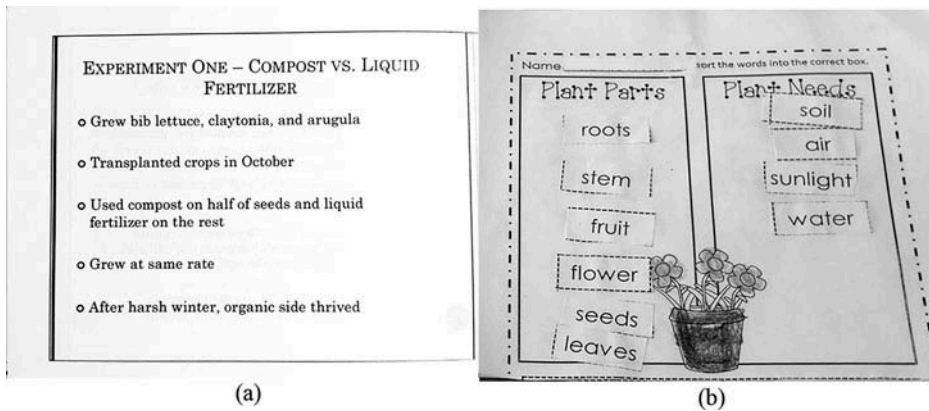 EXPERIMENT ONE – COMPOST VS. LIQUID
FERTILIZER
Grew bib lettuce, claytonia, and arugula
Transplanted crops in October
Used compost on half of seeds and liquid
fertilizer on the rest
Grew at same rate
After harsh winter, organic side thrived
(a)
Name
sort the words into the correct box.
Plant Parts
roots
stem
fruit
flower
seeds
leaves
Plant Needs
soil
air
sunlight
water
(b)